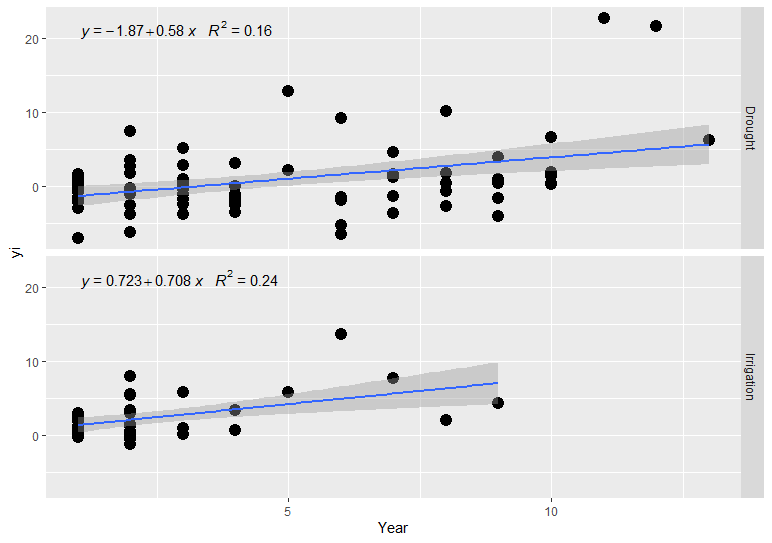 y = −1.87 + 0.58 x R² = 0.16
20
10
0
Drought
yi
y = 0.723 + 0.708 x R² = 0.24
20
10
0
Irrigation
5
10
Year